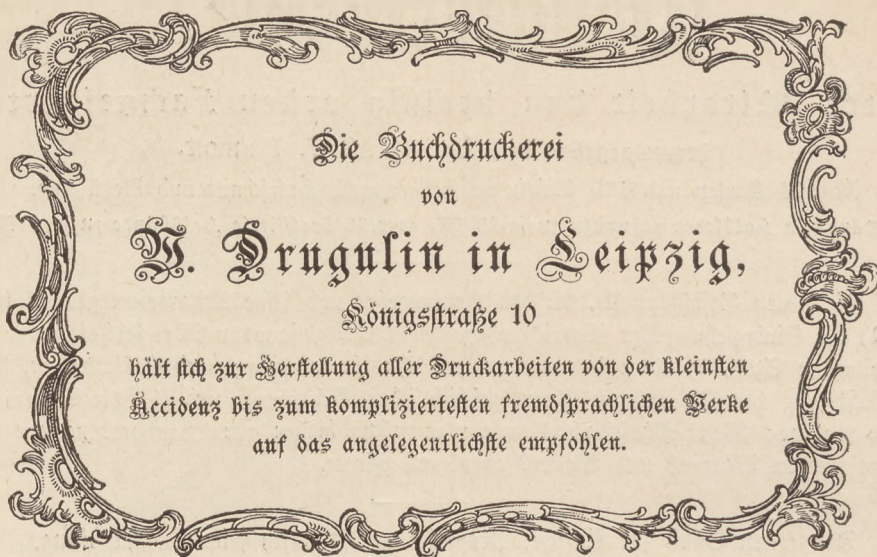 Die Buchdruckerei
von
W. Drugulin in Leipzig,
Königsstraße 10
hält sich zur Herstellung aller Druckarbeiten von der kleinsten
Accidenz bis zum kompliziertesten fremdsprachlichen Werke
auf das angelegentlichste empfohlen.